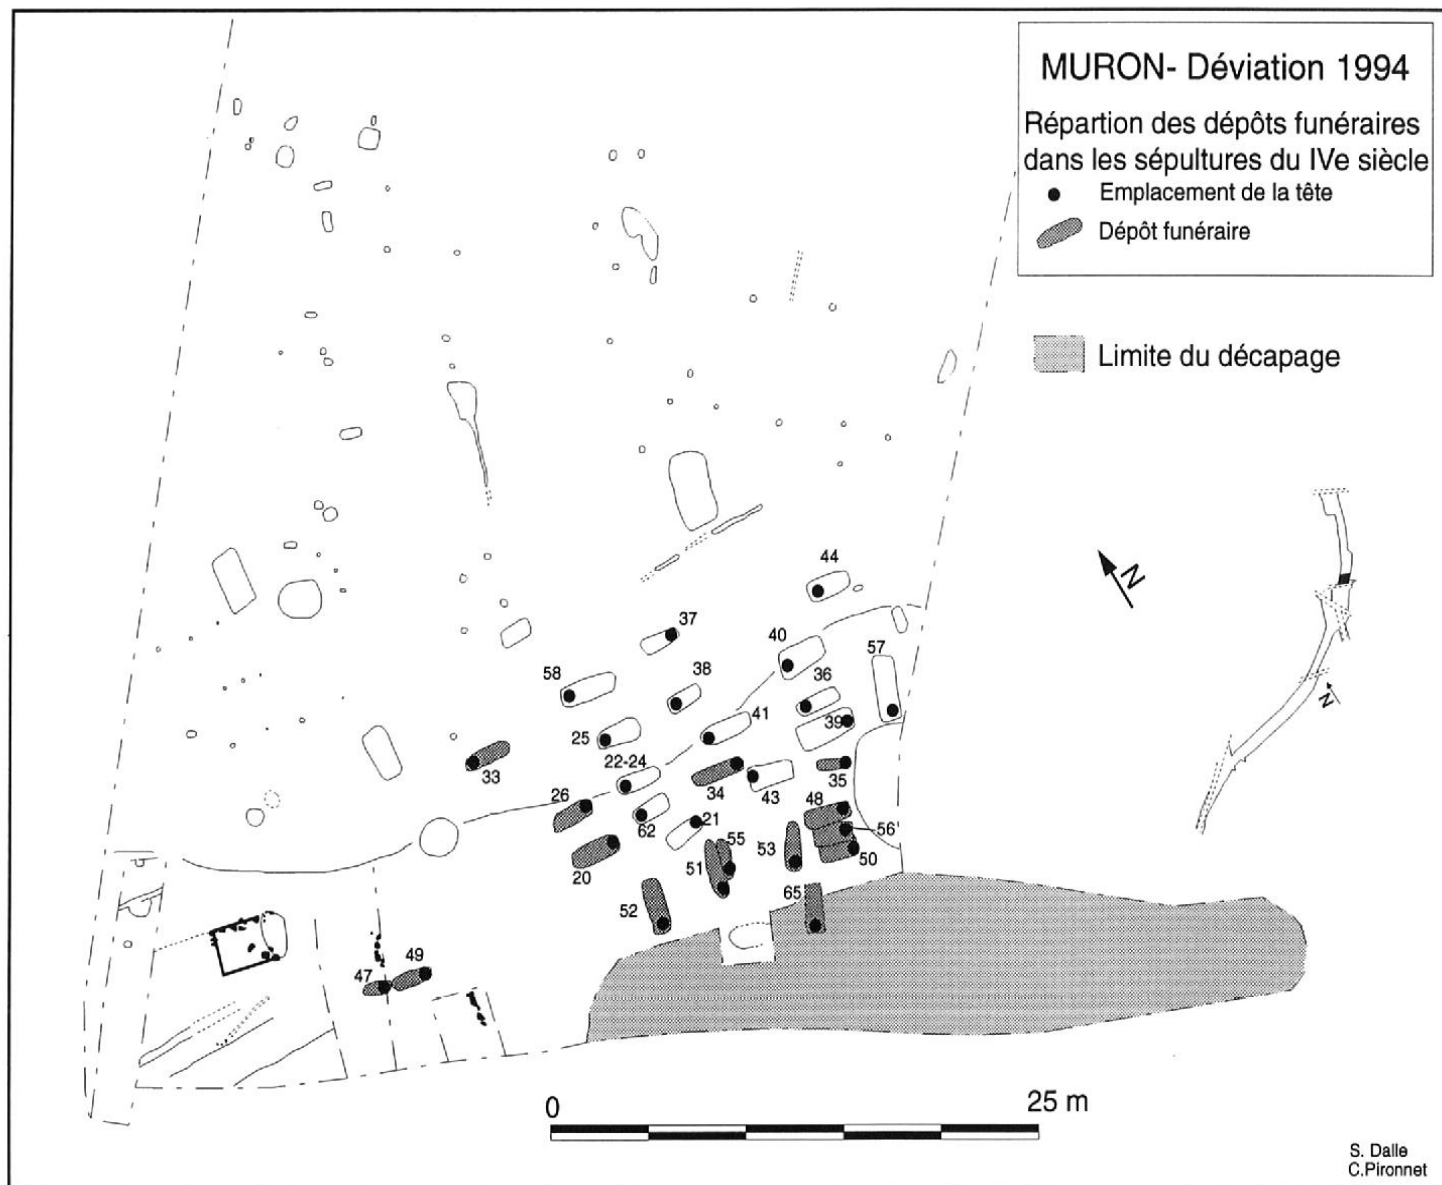 MURON- Déviation 1994
Répartion des dépôts funéraires
dans les sépultures du IVe siècle
Emplacement de la tête
Dépôt funéraire
Limite du décapage
44
N
37
40
57
58
38
36
41
39
25
22-24
33
34
43
35
26
48
62
21
56
55
53
50
20
51
65
52
49
47
N
0
25 m
S. Dalle
C.Pironnet